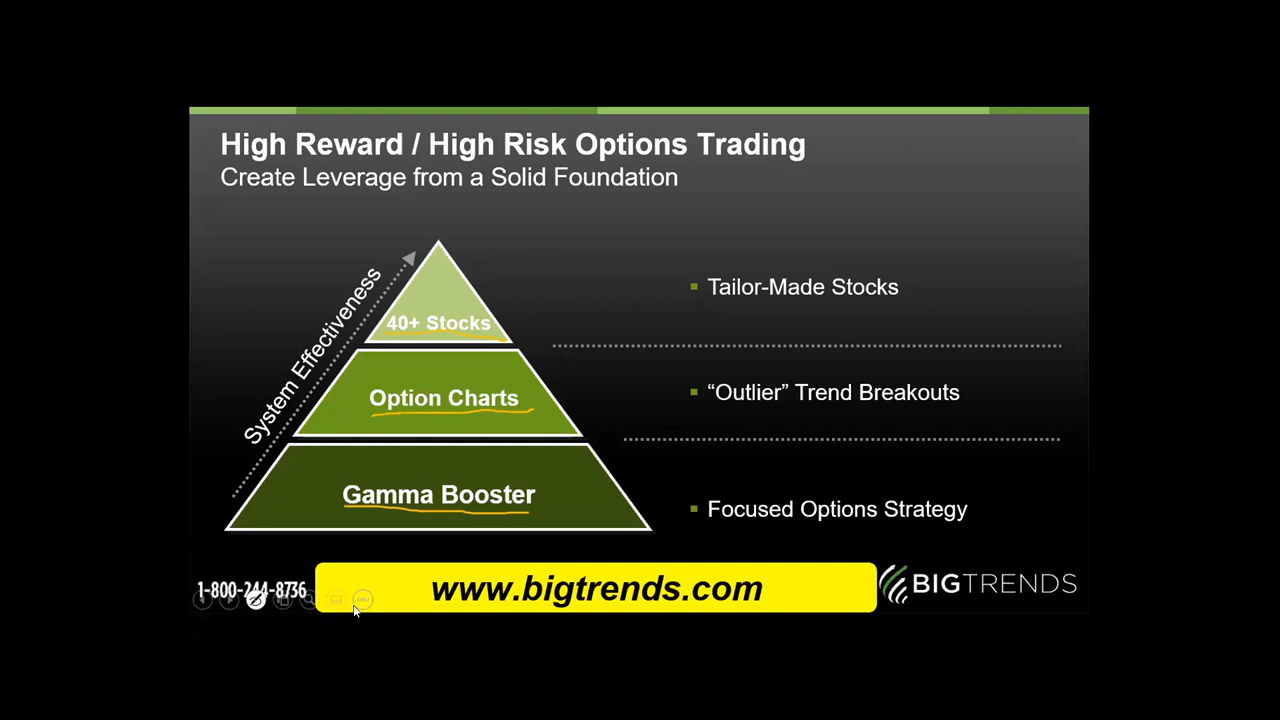 High Reward / High Risk Options Trading
Create Leverage from a Solid Foundation
System Effectiveness
40+ Stocks
Tailor-Made Stocks
Option Charts
“Outlier” Trend Breakouts
Gamma Booster
Focused Options Strategy
1-800-244-8736
www.bigtrends.com
BIGTRENDS